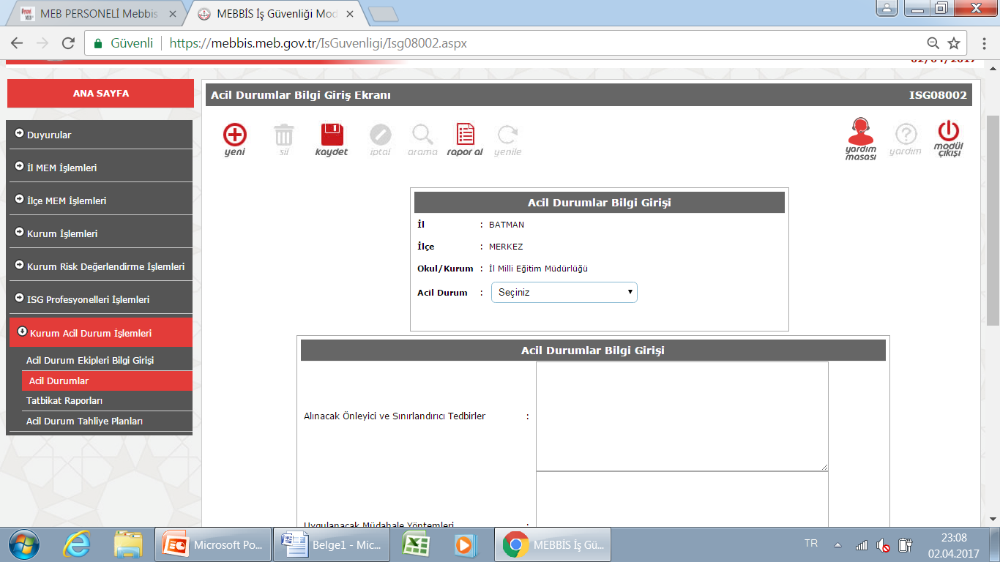 MEB PERSONELİ Mebbis
MEBBİS İş Güvenliği Mod
Güvenli
https://mebbis.meb.gov.tr/IsGuvenligi/Isg08002.aspx
02/04/2017
ANA SAYFA
Acil Durumlar Bilgi Giriş Ekranı
ISG08002
yeni
sil
kaydet
iptal
arama
rapor al
yenile
yardım masası
yardım
modül çıkışı
Duyurular
İl MEM İşlemleri
İlçe MEM İşlemleri
Kurum İşlemleri
Kurum Risk Değerlendirme İşlemleri
ISG Profesyonelleri İşlemleri
Kurum Acil Durum İşlemleri
Acil Durum Ekipleri Bilgi Girişi
Acil Durumlar
Tatbikat Raporları
Acil Durum Tahliye Planları
Acil Durumlar Bilgi Girişi
İl : BATMAN
İlçe : MERKEZ
Okul/Kurum : İl Milli Eğitim Müdürlüğü
Acil Durum : Seçiniz
Acil Durumlar Bilgi Girişi
Alınacak Önleyici ve Sınırlandırıcı Tedbirler :
Uygulanacak Müdahale Yöntemleri :
Microsoft Po...
Belge1 - Mic...
MEBBİS İş Gü...
TR
23:08
02.04.2017